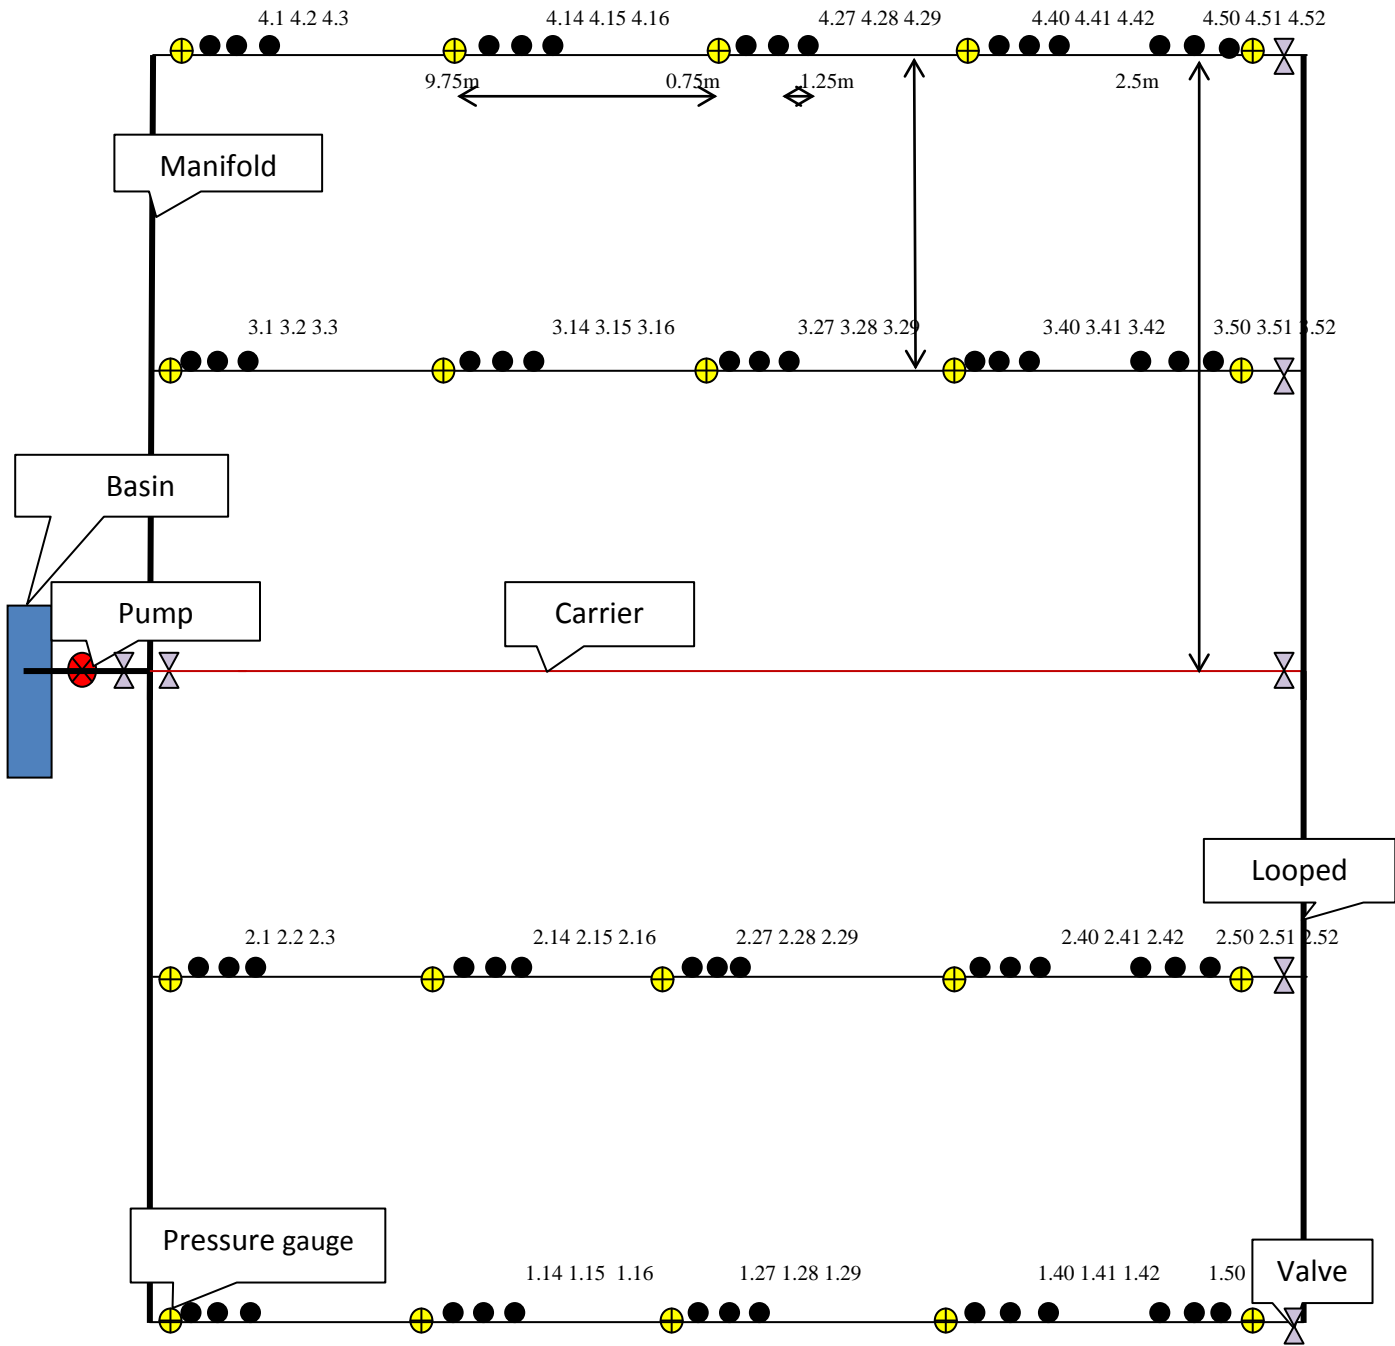 4.1 4.2 4.3 4.14 4.15 4.16 4.27 4.28 4.29 4.40 4.41 4.42 4.50 4.51 4.52
9.75m 0.75m 1.25m 2.5m
Manifold
3.1 3.2 3.3 3.14 3.15 3.16 3.27 3.28 3.29 3.40 3.41 3.42 3.50 3.51 3.52
Basin
Pump
Carrier
Looped
2.1 2.2 2.3 2.14 2.15 2.16 2.27 2.28 2.29 2.40 2.41 2.42 2.50 2.51 2.52
Pressure gauge
1.14 1.15 1.16 1.27 1.28 1.29 1.40 1.41 1.42 1.50
Valve